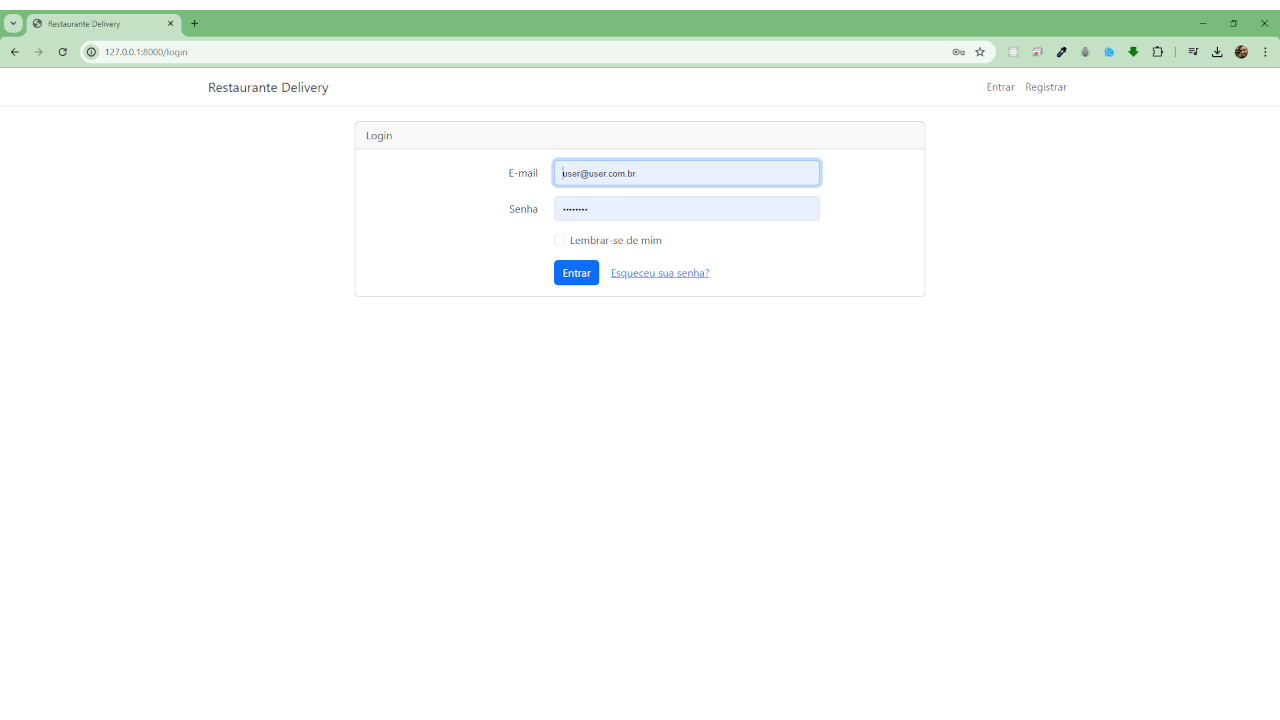 Restaurante Delivery
127.0.0.1:8000/login
Restaurante Delivery
Entrar Registrar
Login
E-mail user@user.com.br
Senha ••••••••
Lembrar-se de mim
Entrar Esqueceu sua senha?